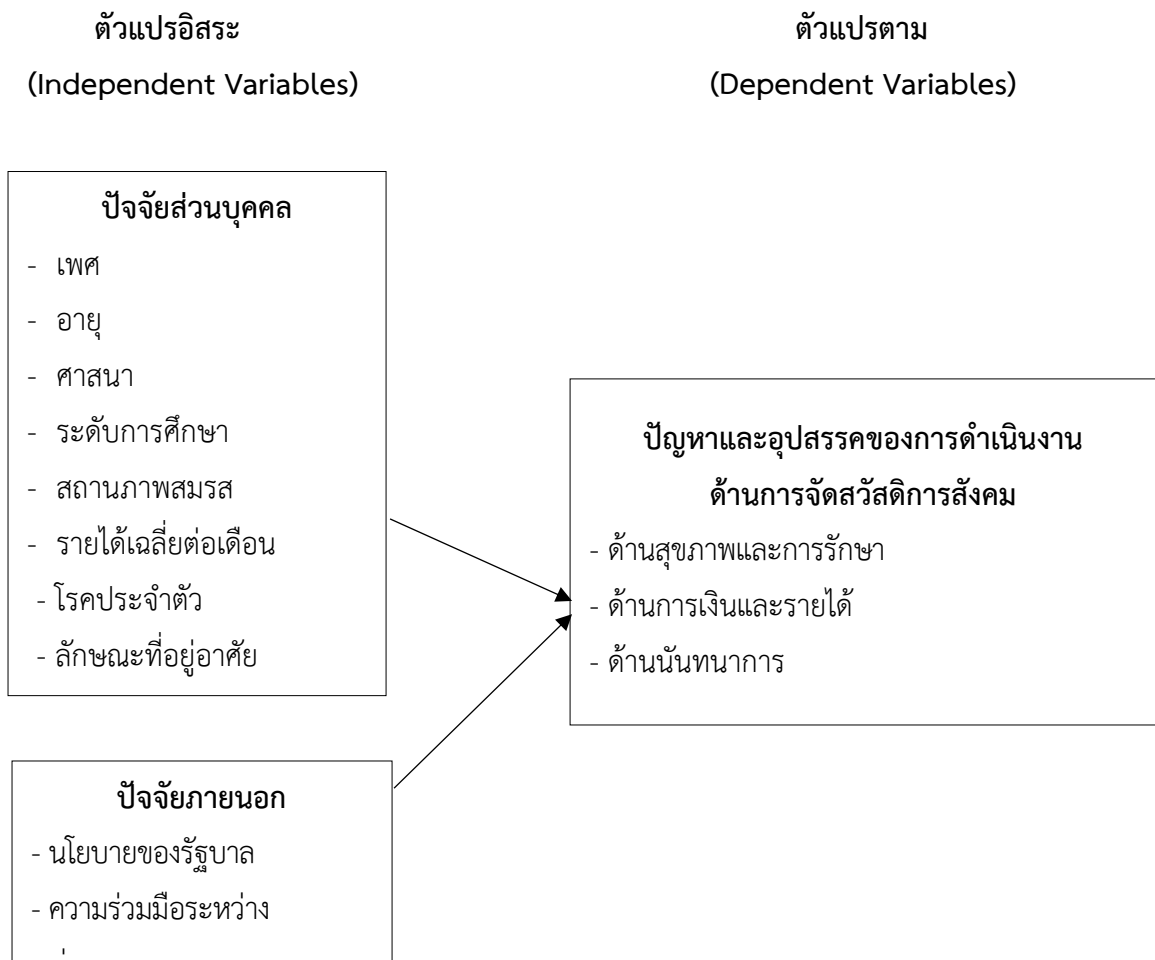 ตัวแปรอิสระ
(Independent Variables)
ตัวแปรตาม
(Dependent Variables)
ปัจจัยส่วนบุคคล
- เพศ
- อายุ
- ศาสนา
- ระดับการศึกษา
- สถานภาพสมรส
- รายได้เฉลี่ยต่อเดือน
- โรคประจำตัว
- ลักษณะที่อยู่อาศัย
ปัญหาและอุปสรรคของการดำเนินงาน
ด้านการจัดสวัสดิการสังคม
- ด้านสุขภาพและการรักษา
- ด้านการเงินและรายได้
- ด้านนันทนาการ
ปัจจัยภายนอก
- นโยบายของรัฐบาล
- ความร่วมมือระหว่าง